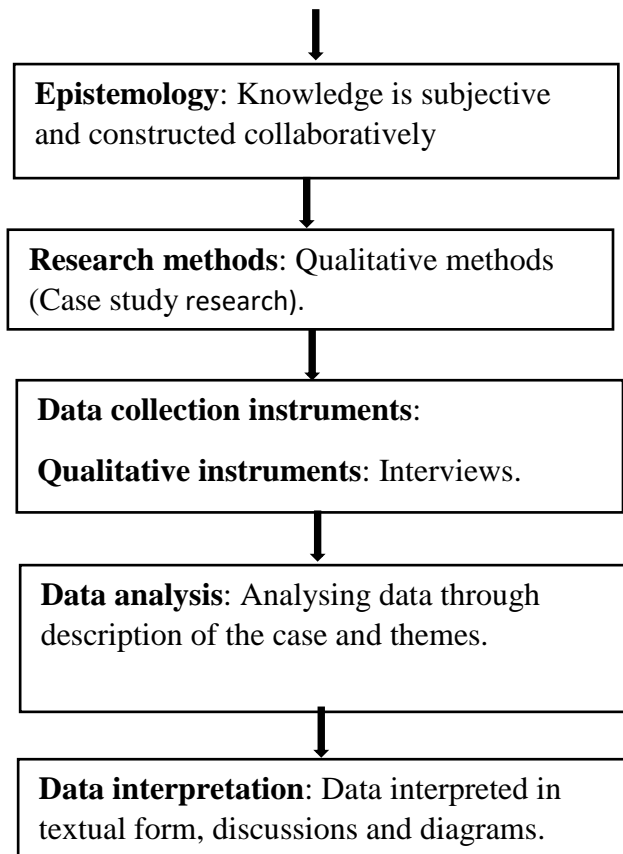 Epistemology: Knowledge is subjective
and constructed collaboratively
Research methods: Qualitative methods
(Case study research).
Data collection instruments:
Qualitative instruments: Interviews.
Data analysis: Analysing data through
description of the case and themes.
Data interpretation: Data interpreted in
textual form, discussions and diagrams.